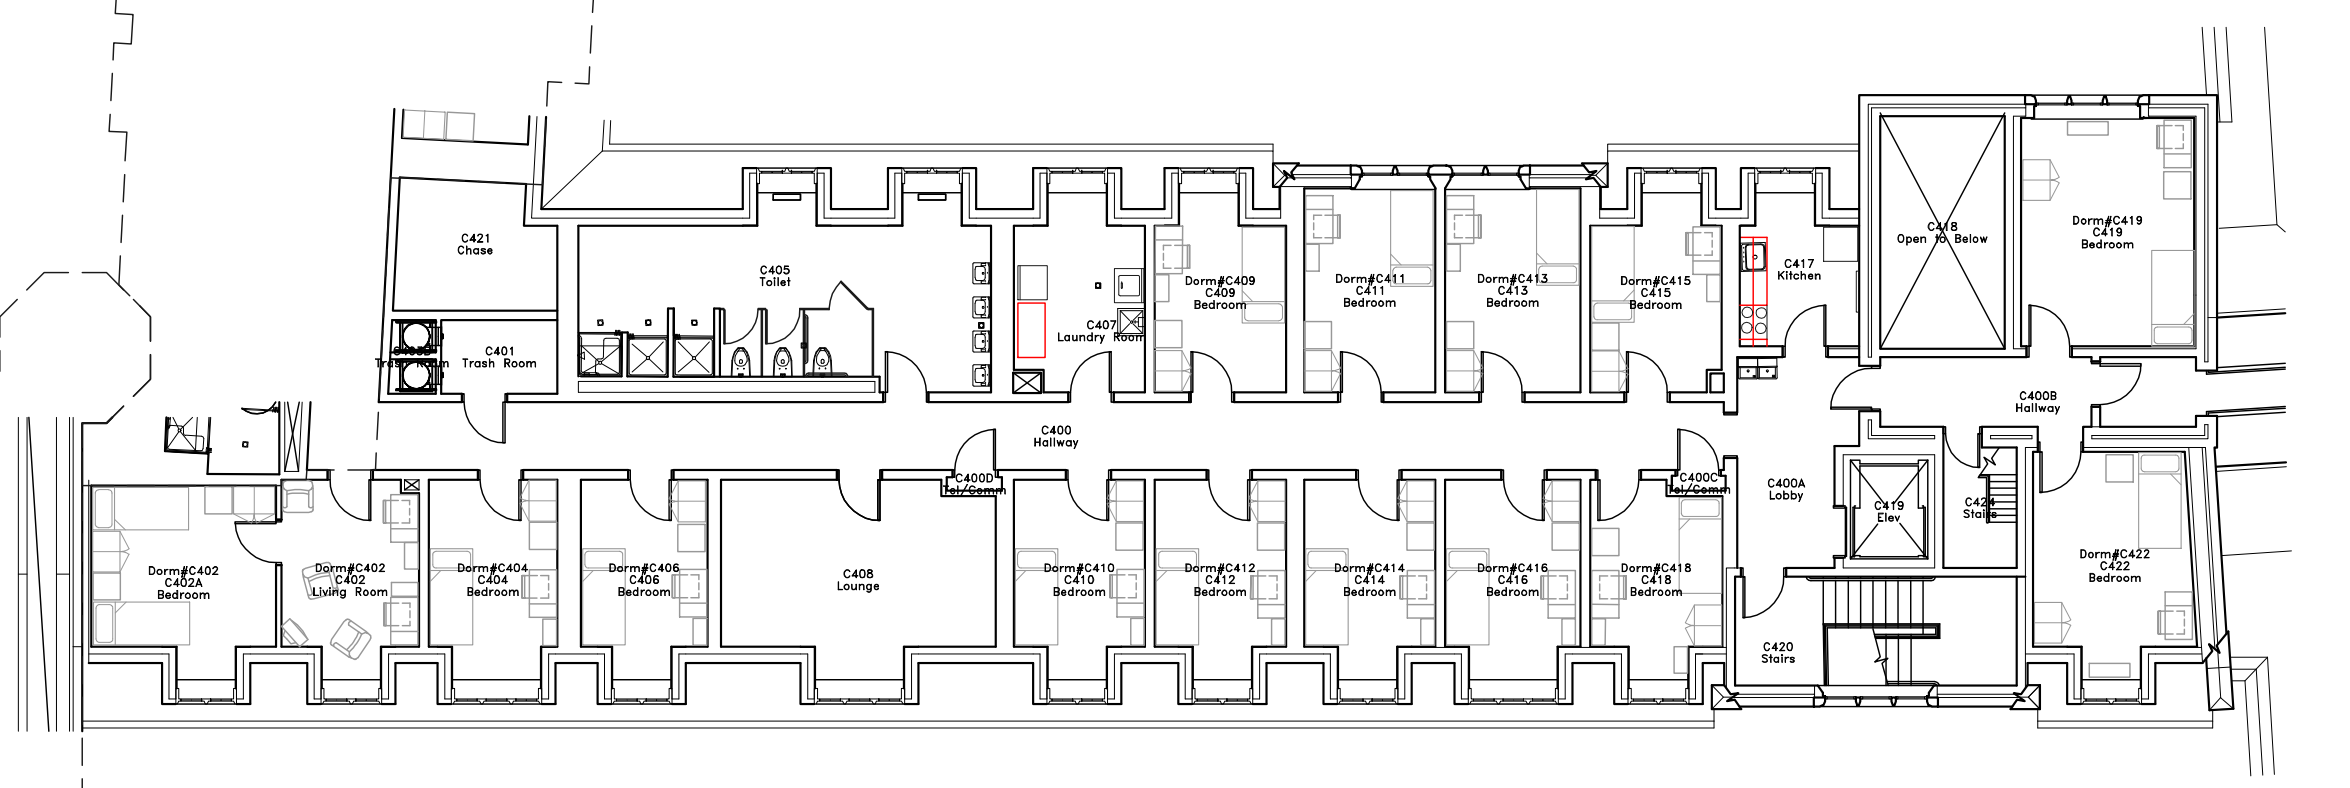 C421
Chase
C405
Toilet
C401
Trash Room
Trash Room
C407
Laundry Room
Dorm#C409
C409
Bedroom
Dorm#C411
C411
Bedroom
Dorm#C413
C413
Bedroom
Dorm#C415
C415
Bedroom
C417
Kitchen
C418
Open to Below
Dorm#C419
C419
Bedroom
C400B
Hallway
C400
Hallway
C400D
Tel/Comm
C400C
Tel/Comm
C400A
Lobby
C419
Elev
C424
Stairs
Dorm#C402
C402A
Bedroom
Dorm#C402
C402
Living Room
Dorm#C404
C404
Bedroom
Dorm#C406
C406
Bedroom
C408
Lounge
Dorm#C410
C410
Bedroom
Dorm#C412
C412
Bedroom
Dorm#C414
C414
Bedroom
Dorm#C416
C416
Bedroom
Dorm#C418
C418
Bedroom
C420
Stairs
Dorm#C422
C422
Bedroom